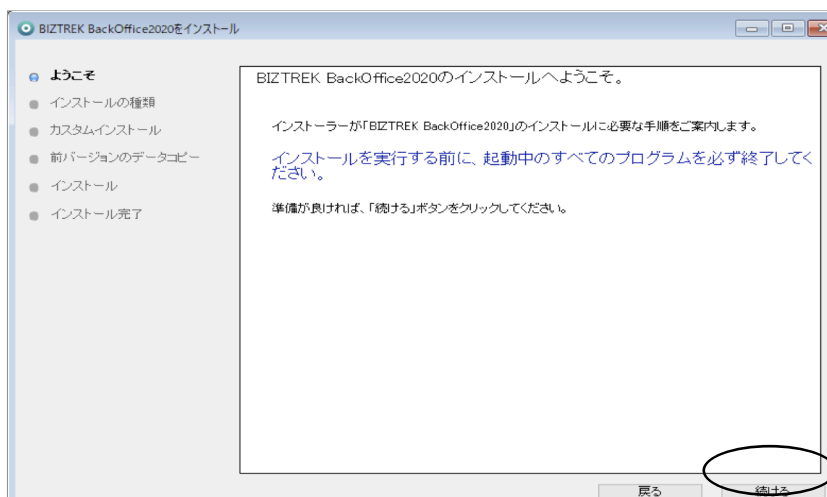 BIZTREK BackOffice2020をインストール
ようこそ
インストールの種類
カスタムインストール
前バージョンのデータコピー
インストール
インストール完了
BIZTREK BackOffice2020のインストールへようこそ。
インストーラーが「BIZTREK BackOffice2020」のインストールに必要な手順をご案内します。
インストールを実行する前に、起動中のすべてのプログラムを必ず終了してく
ださい。
準備が良ければ、「続ける」ボタンをクリックしてください。
戻る
続ける